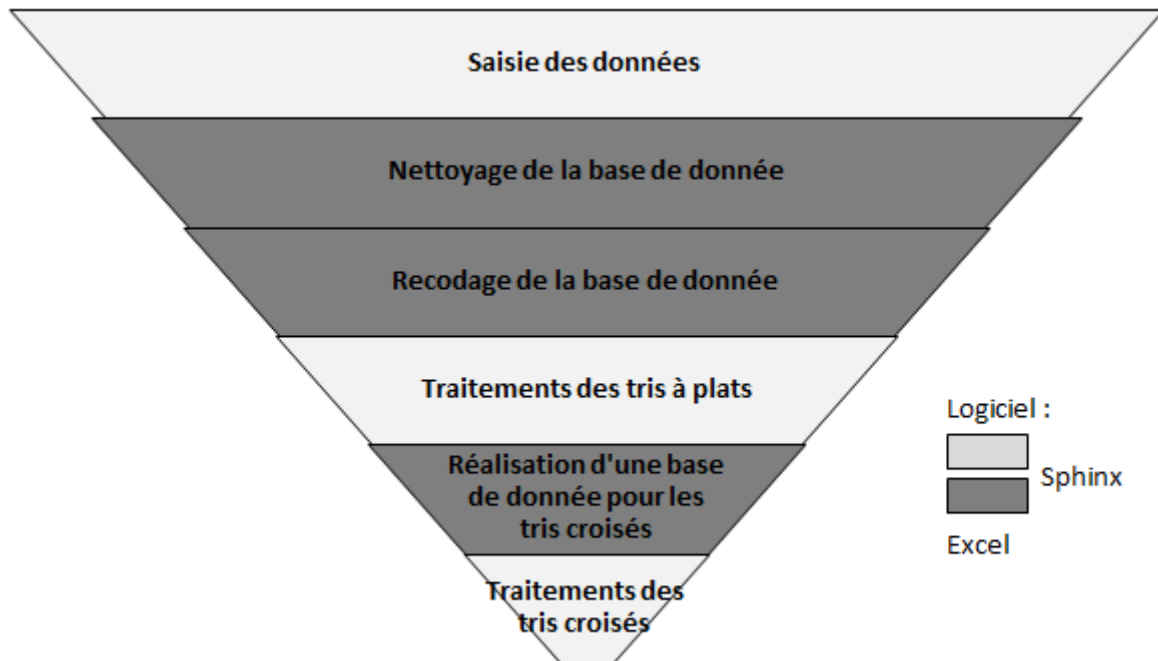 Saisie des données
Nettoyage de la base de donnée
Recodage de la base de donnée
Traitements des tris à plats
Réalisation d'une base
de donnée pour les
tris croisés
Traitements des
tris croisés
Logiciel :
Sphinx
Excel